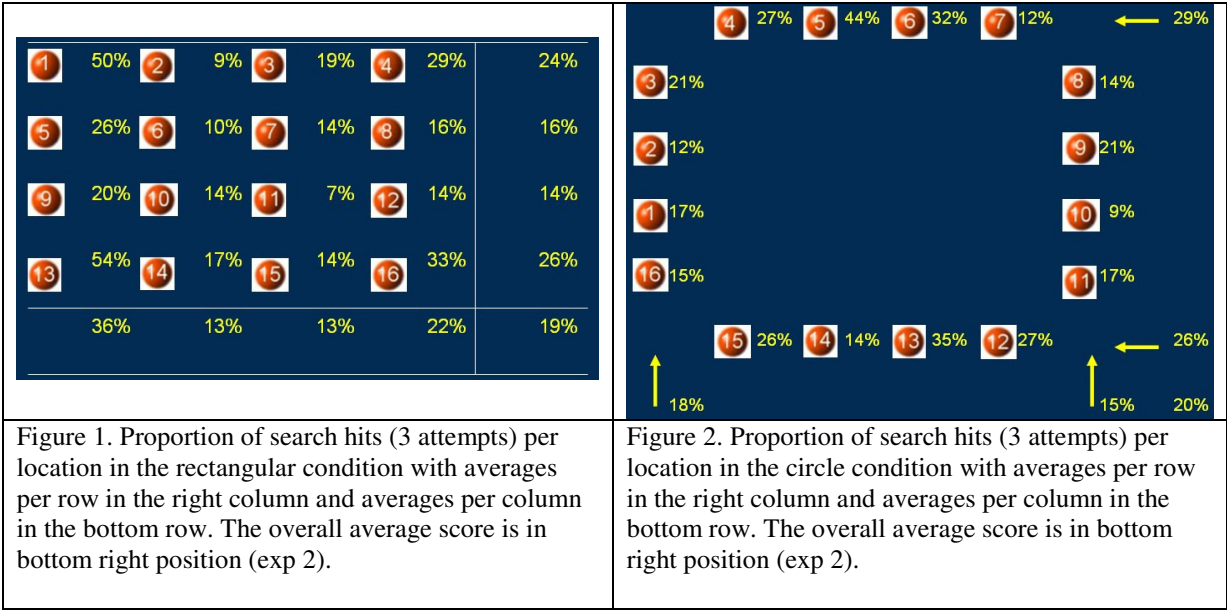 1 50% 2 9% 3 19% 4 29% 24%
5 26% 6 10% 7 14% 8 16% 16%
9 20% 10 14% 11 7% 12 14% 14%
13 54% 14 17% 15 14% 16 33% 26%
36% 13% 13% 22% 19%
Figure 1. Proportion of search hits (3 attempts) per
location in the rectangular condition with averages
per row in the right column and averages per column
in the bottom row. The overall average score is in
bottom right position (exp 2).
4 27% 5 44% 6 32% 7 12% 29%
3 21% 8 14%
2 12% 9 21%
1 17% 10 9%
16 15% 11 17%
15 26% 14 14% 13 35% 12 27% 26%
18% 15% 20%
Figure 2. Proportion of search hits (3 attempts) per
location in the circle condition with averages per row
in the right column and averages per column in the
bottom row. The overall average score is in bottom
right position (exp 2).